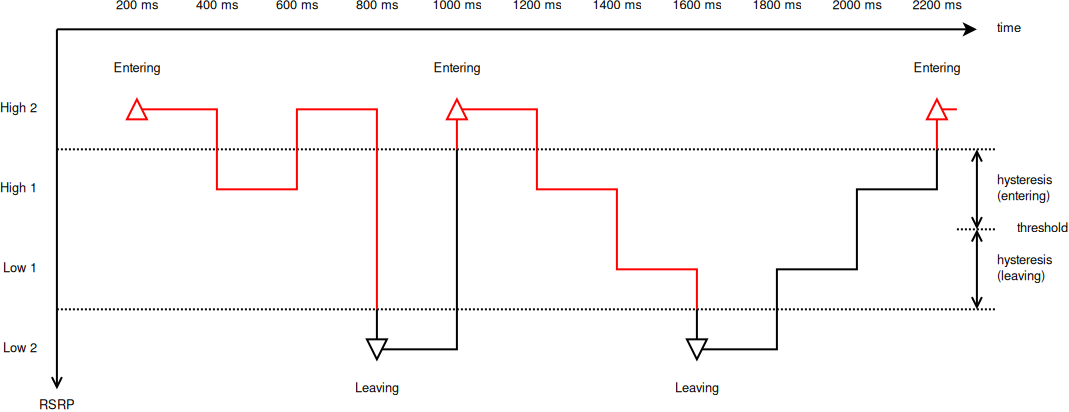 200 ms 400 ms 600 ms 800 ms 1000 ms 1200 ms 1400 ms 1600 ms 1800 ms 2000 ms 2200 ms
time
Entering Entering Entering
High 2
High 1
hysteresis
(entering)
threshold
Low 1
hysteresis
(leaving)
Low 2
Leaving Leaving
RSRP